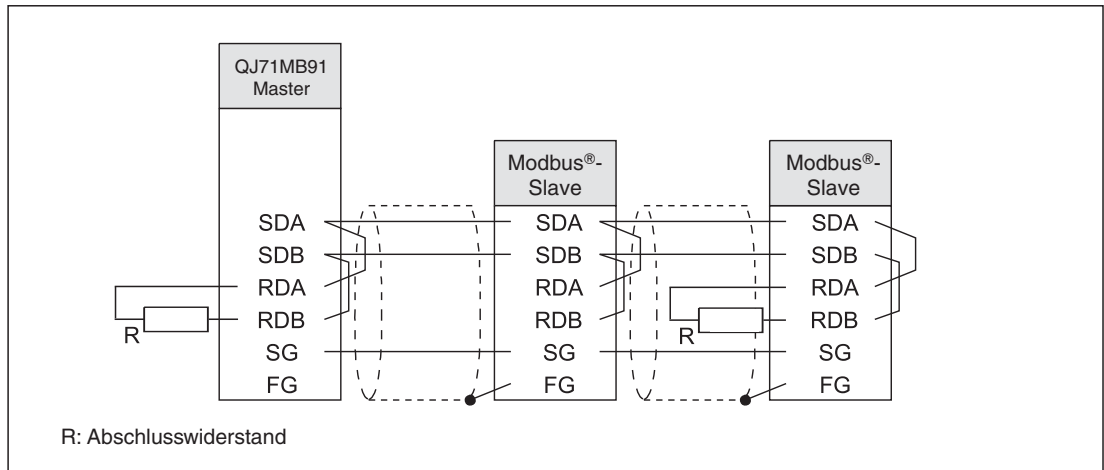 QJ71MB91
Master
Modbus®-
Slave
Modbus®-
Slave
SDA
SDB
RDA
RDB
SG
FG
SDA
SDB
RDA
RDB
SG
FG
SDA
SDB
RDA
RDB
SG
FG
R
R
R: Abschlusswiderstand